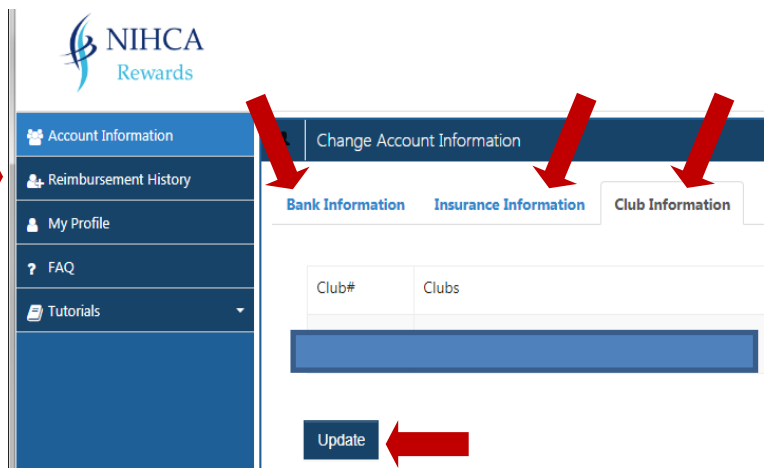 NIHCA
Rewards
Account Information
Reimbursement History
My Profile
? FAQ
Tutorials
Change Account Information
Bank Information Insurance Information Club Information
Club# Clubs
Update